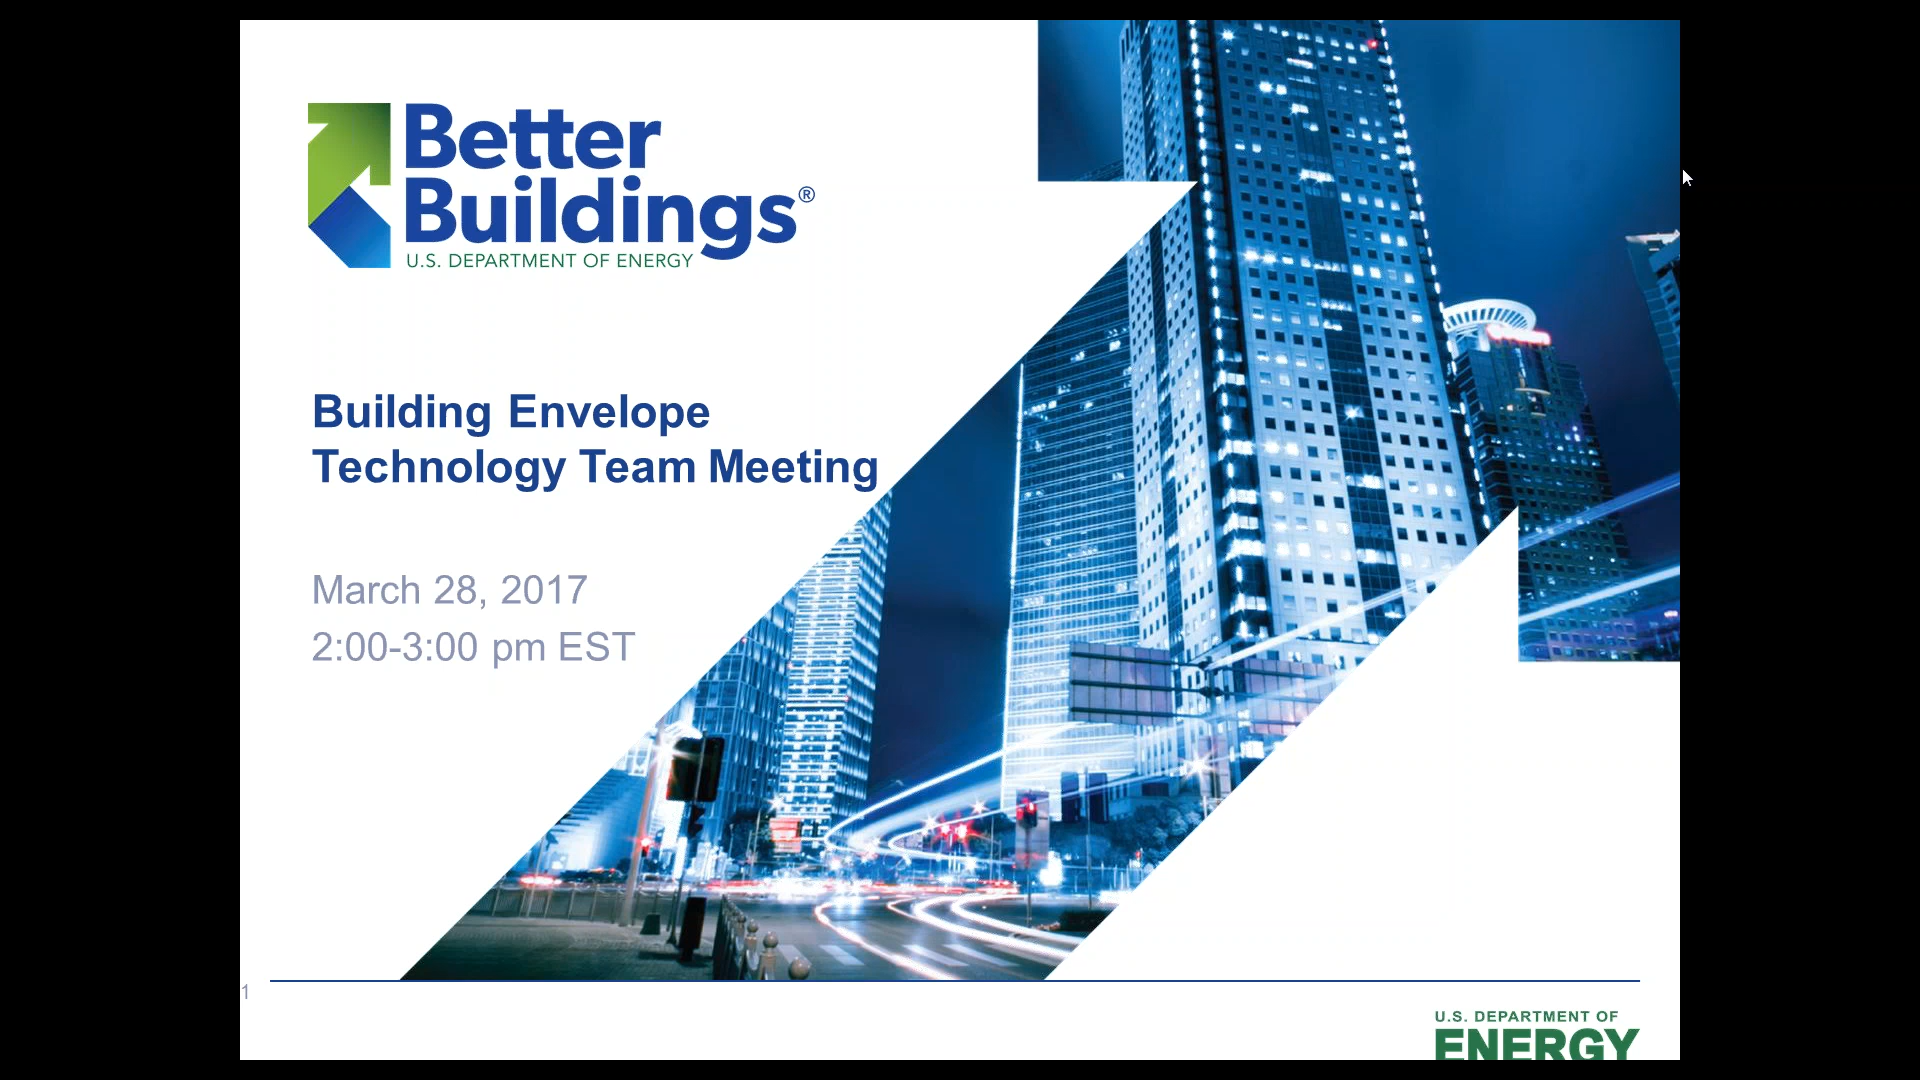 Better
Buildings®
U.S. DEPARTMENT OF ENERGY
Building Envelope
Technology Team Meeting
March 28, 2017
2:00-3:00 pm EST
1
U.S. DEPARTMENT OF
ENERGY